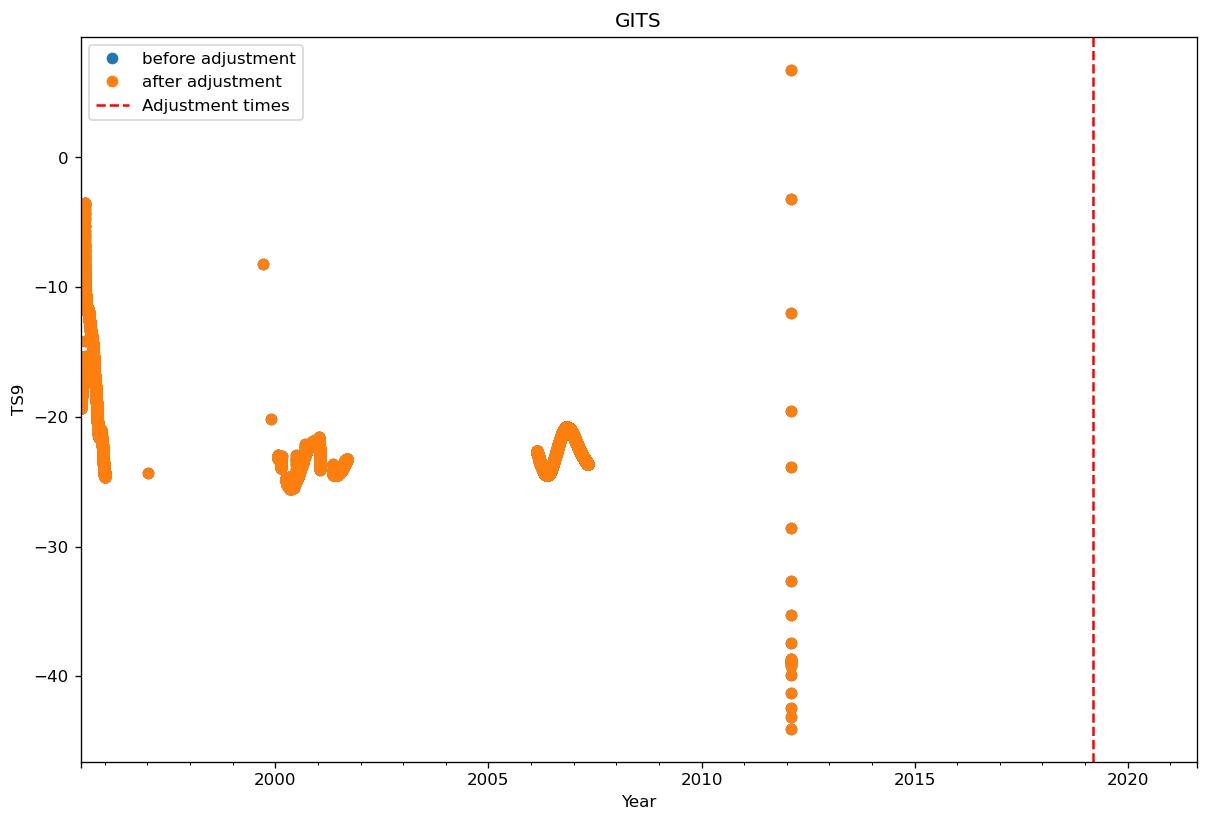 GITS
before adjustment
after adjustment
Adjustment times
0
−10
−20
−30
−40
TS9
2000 2005 2010 2015 2020
Year